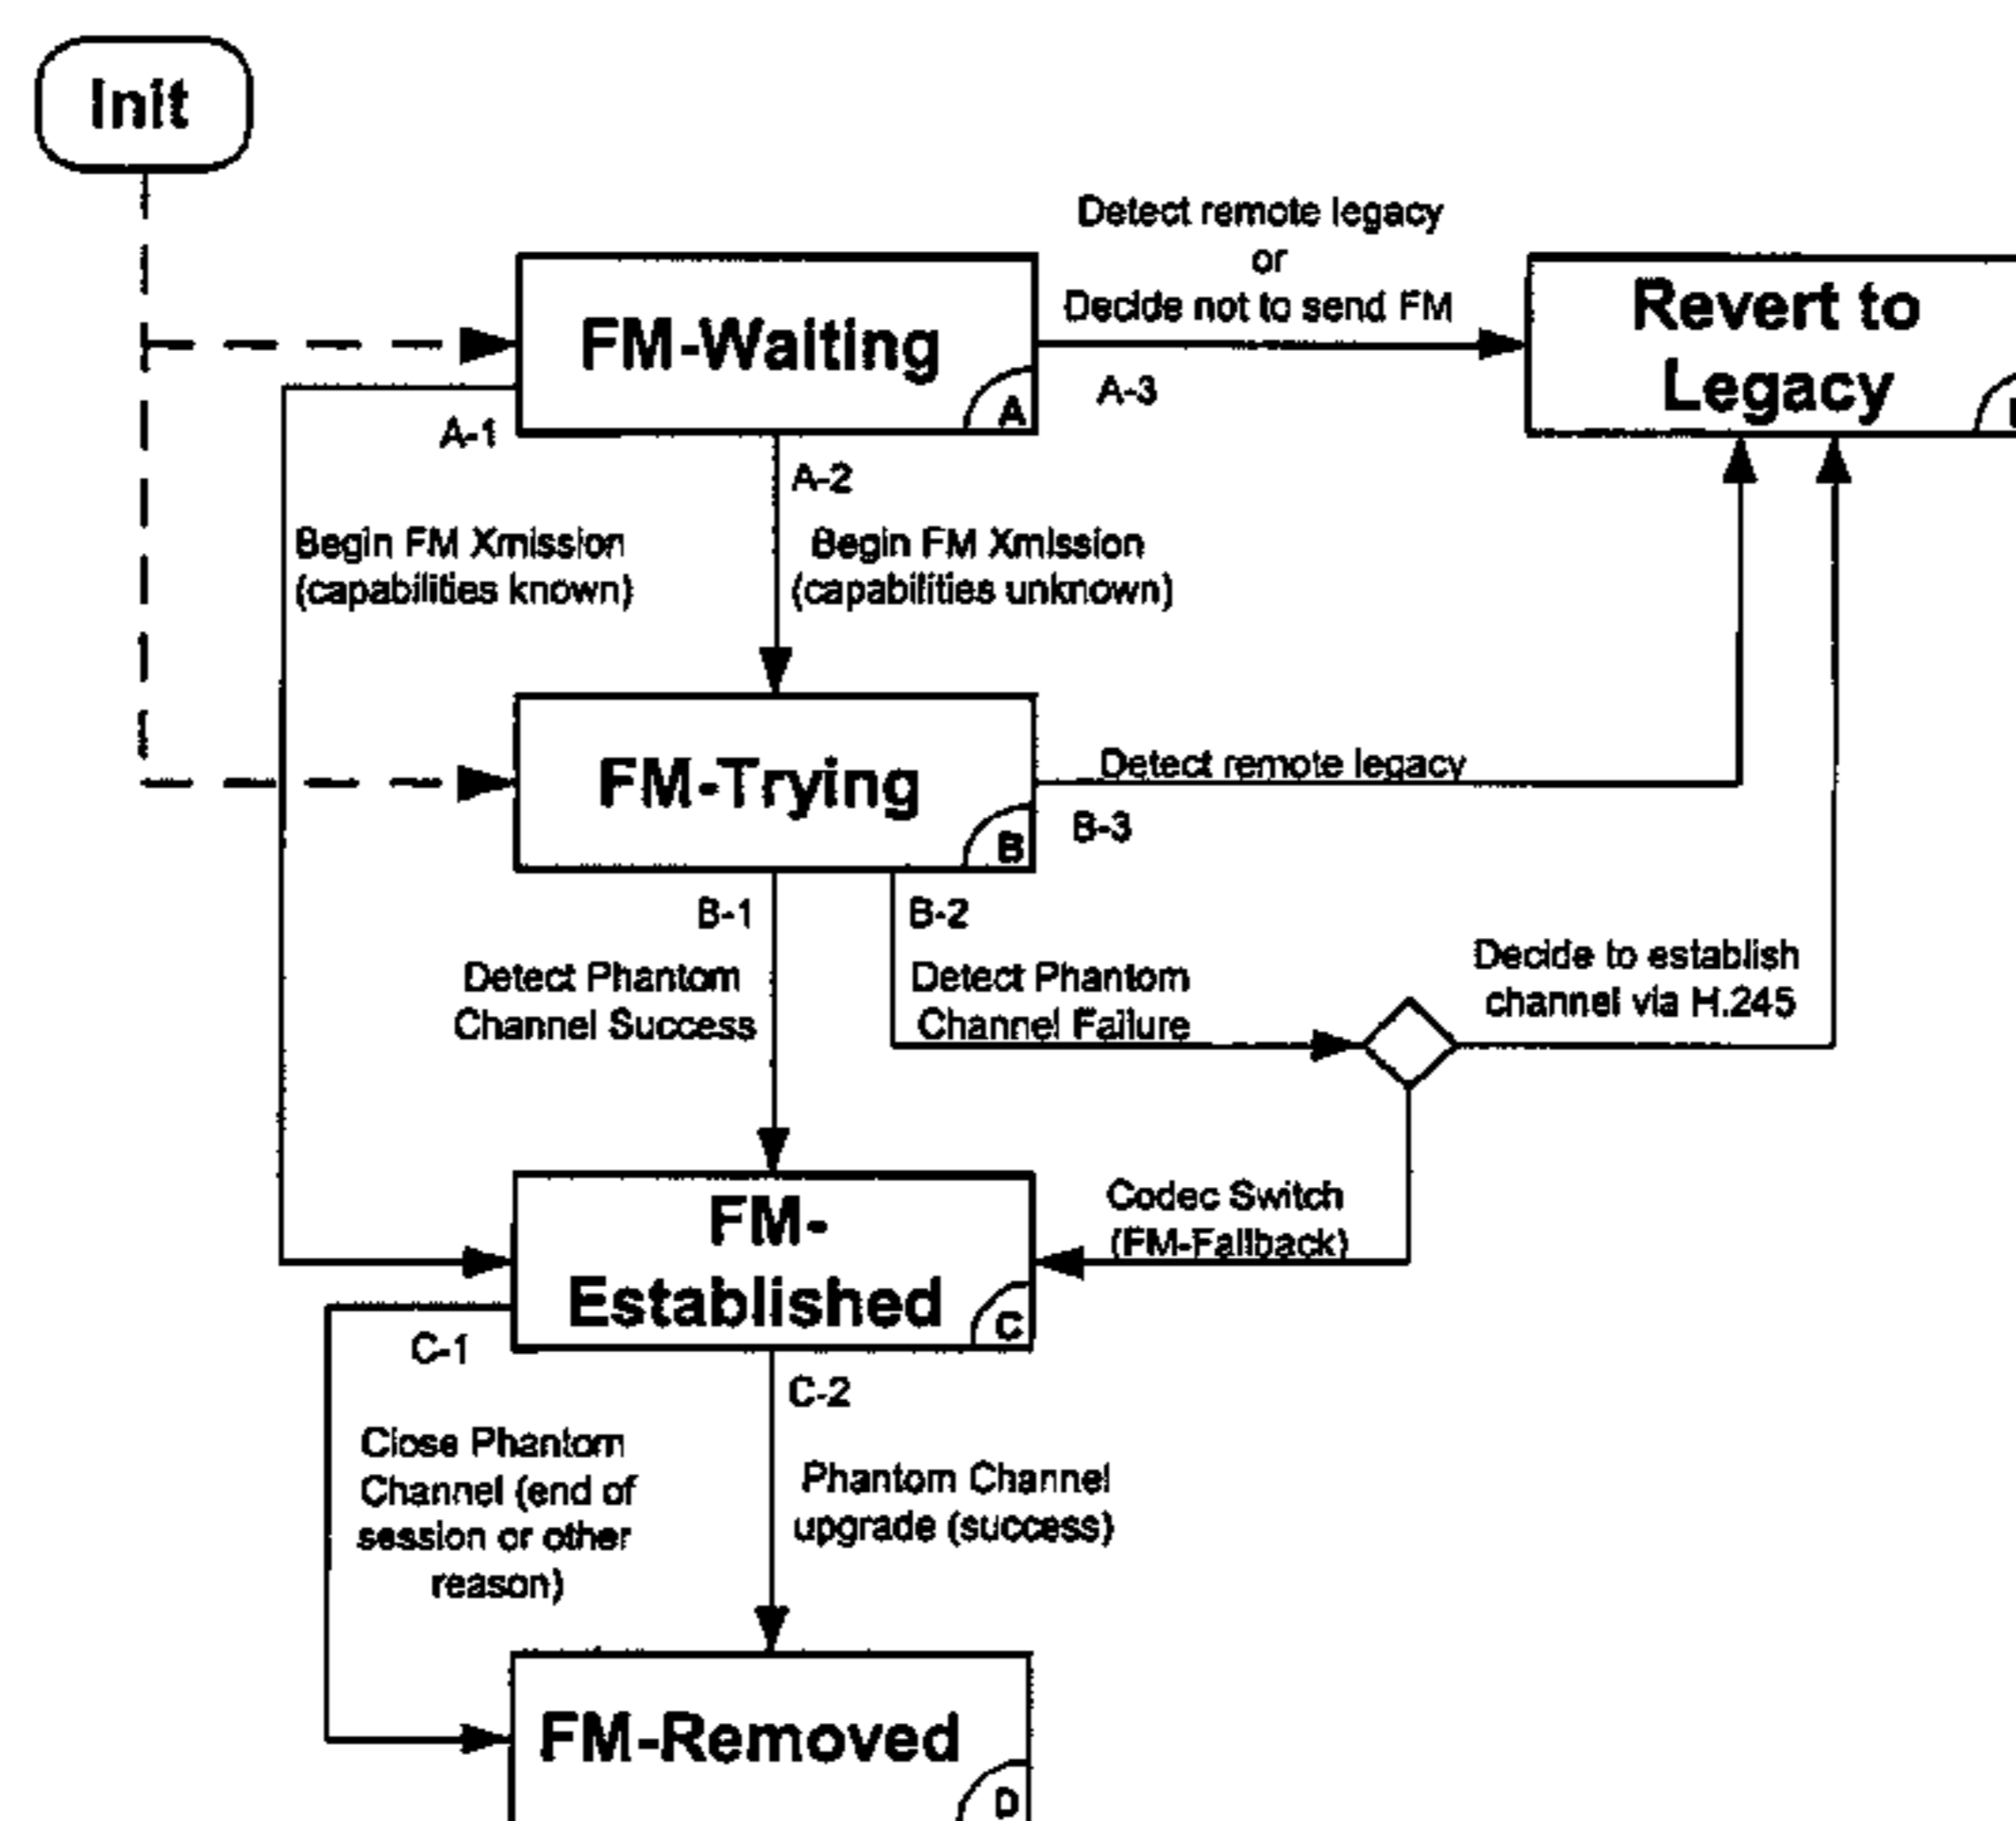 Init
Detect remote legacy
or
Decide not to send FM
FM-Waiting
A
Revert to
Legacy
A-3
A-1
A-2
Begin FM Xmission
(capabilities known)
Begin FM Xmission
(capabilities unknown)
FM-Trying
B
Detect remote legacy
B-3
B-1
B-2
Detect Phantom
Channel Success
Detect Phantom
Channel Failure
Decide to establish
channel via H.245
FM-
Established
C
Codec Switch
(FM-Fallback)
C-1
C-2
Close Phantom
Channel (end of
session or other
reason)
Phantom Channel
upgrade (success)
FM-Removed
D